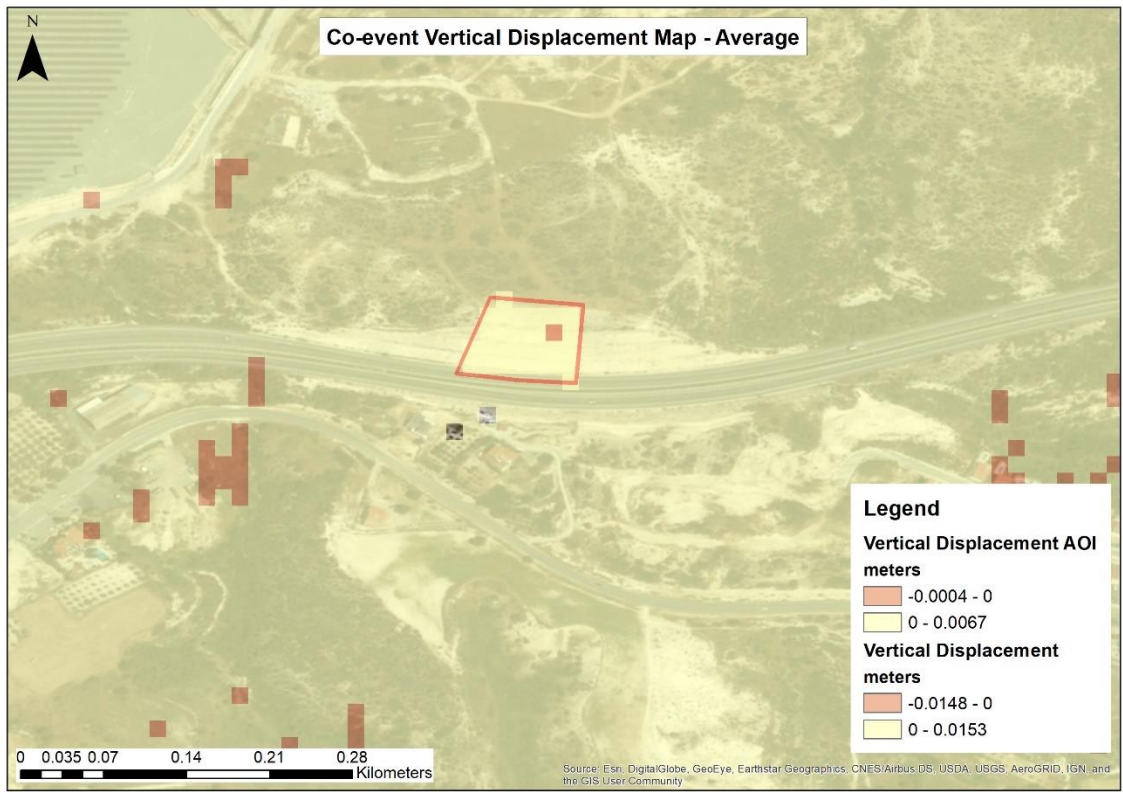 N
Co-event Vertical Displacement Map - Average
Legend
Vertical Displacement AOI
meters
-0.0004 - 0
0 - 0.0067
Vertical Displacement
meters
-0.0148 - 0
0 - 0.0153
0 0.035 0.07 0.14 0.21 0.28
Kilometers
Source: Esri, DigitalGlobe, GeoEye, Earthstar Geographics, CNES/Airbus DS, USDA, USGS, AeroGRID, IGN, and
the GIS User Community